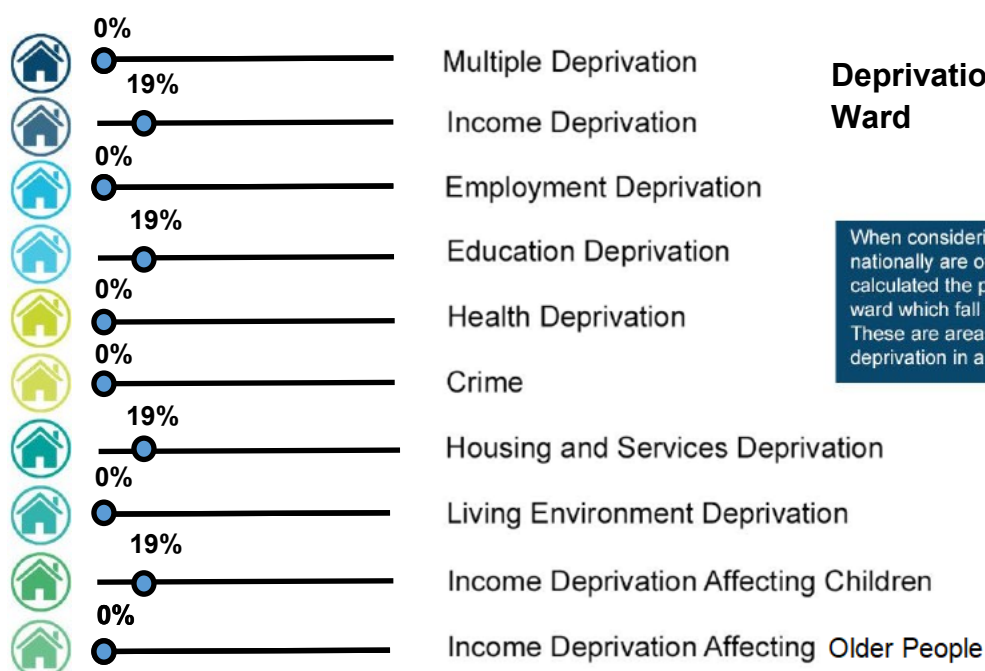 0%
Multiple Deprivation
19%
Income Deprivation
0%
Employment Deprivation
19%
Education Deprivation
0%
Health Deprivation
0%
Crime
19%
Housing and Services Deprivation
0%
Living Environment Deprivation
19%
Income Deprivation Affecting Children
0%
Income Deprivation Affecting Older People
Deprivatio
Ward
When consideri
nationally are o
calculated the p
ward which fall
These are area
deprivation in a